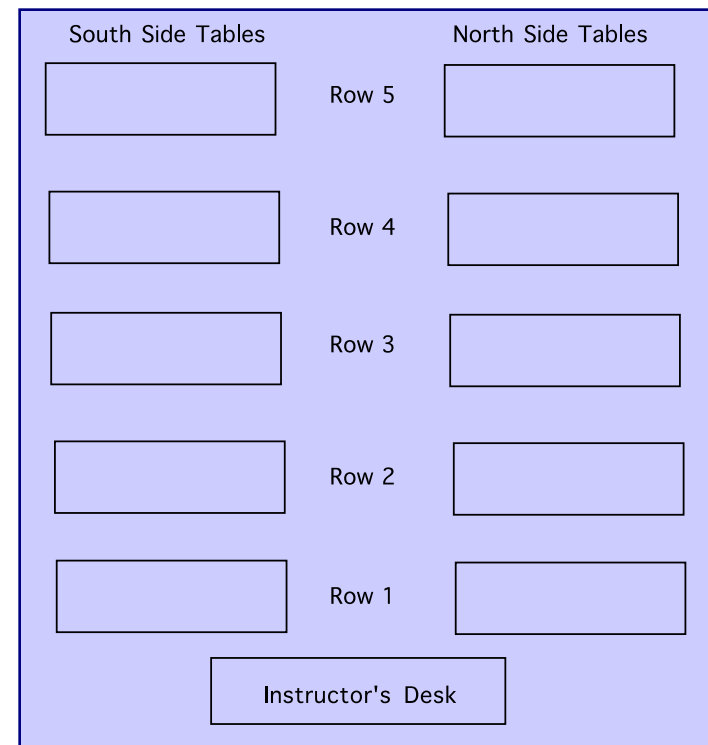 South Side Tables
North Side Tables
Row 5
Row 4
Row 3
Row 2
Row 1
Instructor's Desk